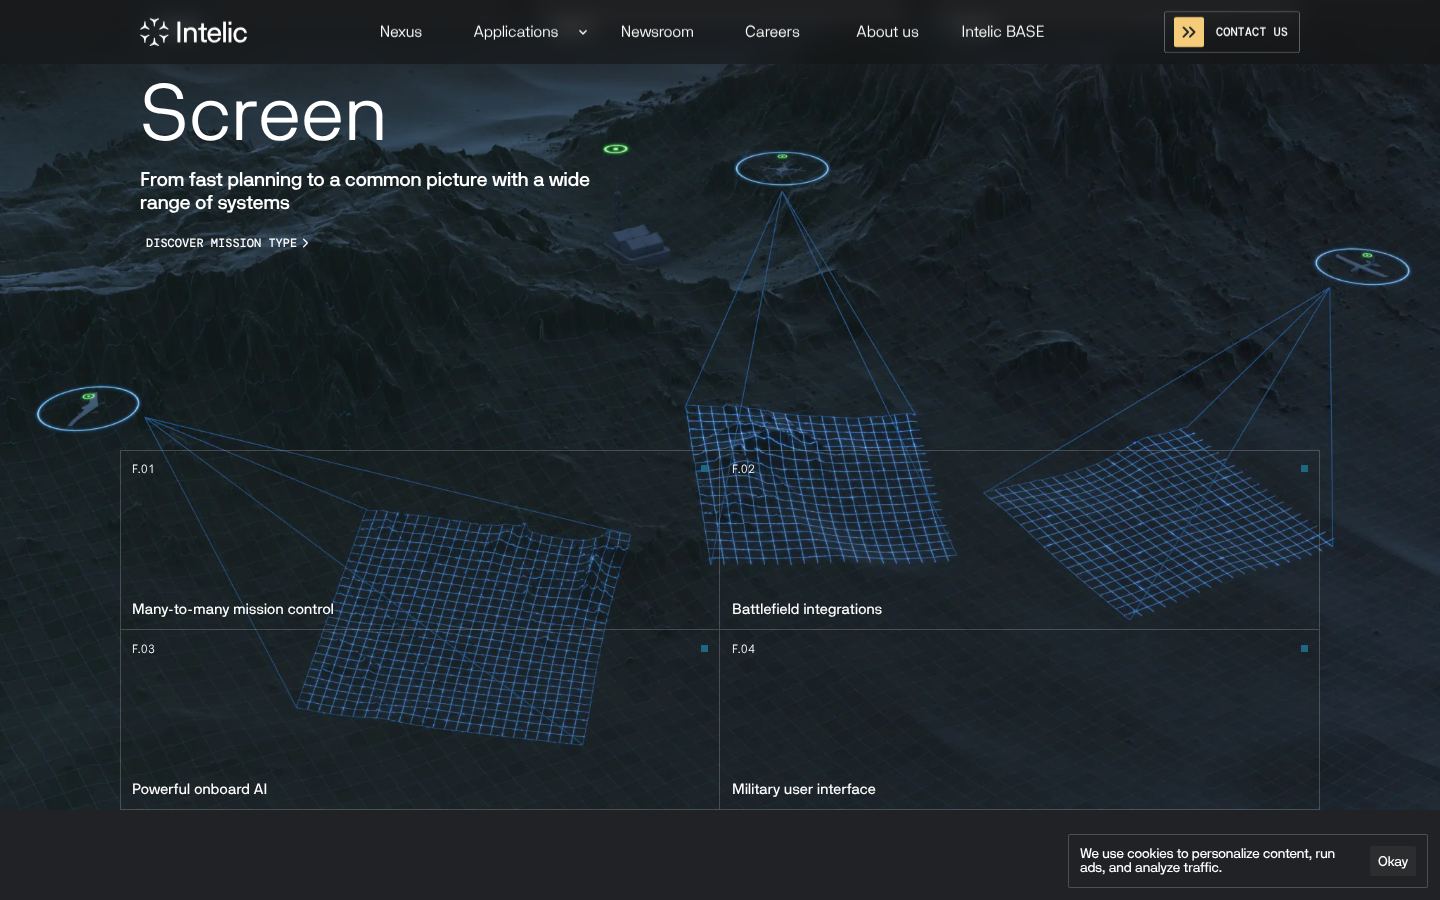 Intelic
Nexus
Applications
Newsroom
Careers
About us
Intelic BASE
CONTACT US
Screen
From fast planning to a common picture with a wide
range of systems
DISCOVER MISSION TYPE
F.01
Many-to-many mission control
F.02
Battlefield integrations
F.03
Powerful onboard AI
F.04
Military user interface
We use cookies to personalize content, run
ads, and analyze traffic.
Okay